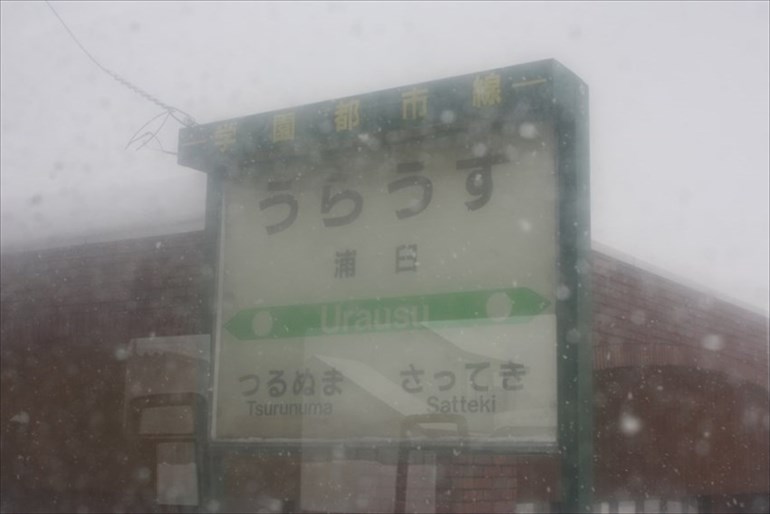 学園都市線
うらうす
浦臼
Urausu
つるぬま さってき
Tsurunuma Satteki